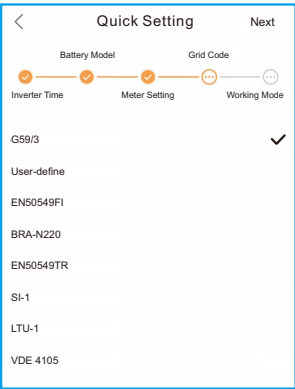 Quick Setting Next
Battery Model Grid Code
Inverter Time Meter Setting Working Mode
G59/3
User-define
EN50549FI
BRA-N220
EN50549TR
SI-1
LTU-1
VDE 4105